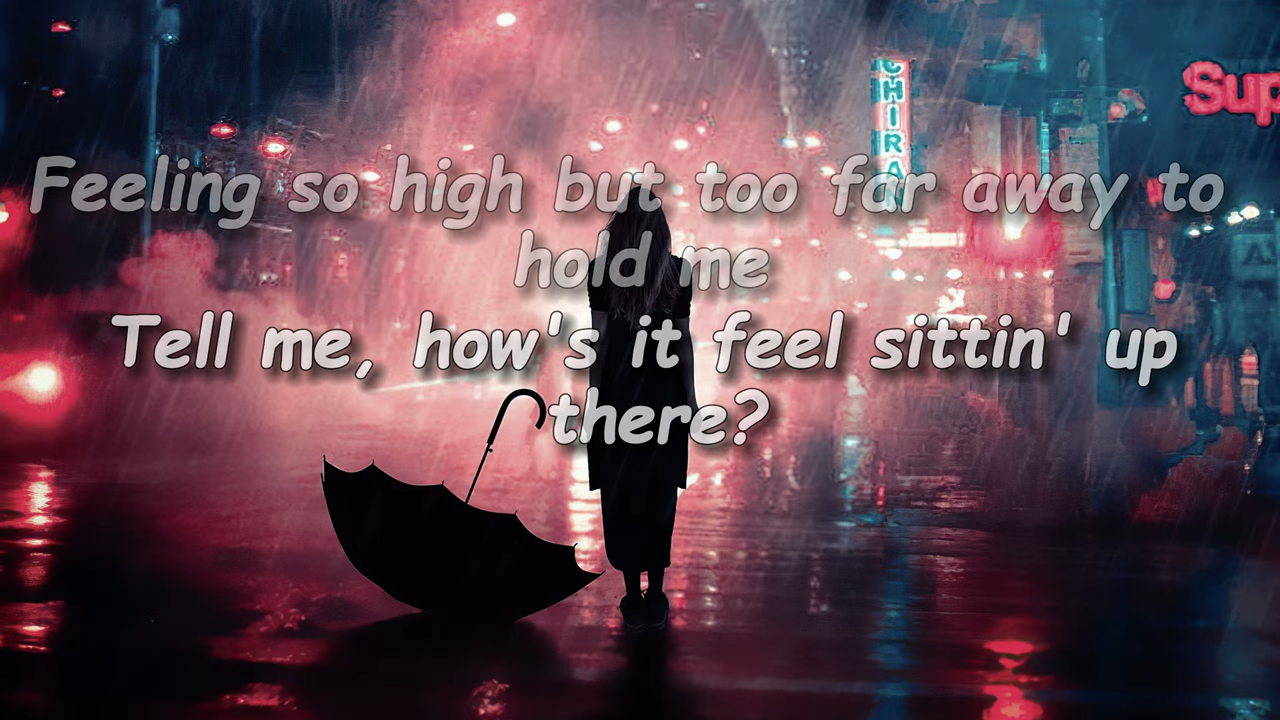 CHIRAN
Sup
Feeling so high but too far away to
hold me
Tell me, how's it feel sittin' up
there?